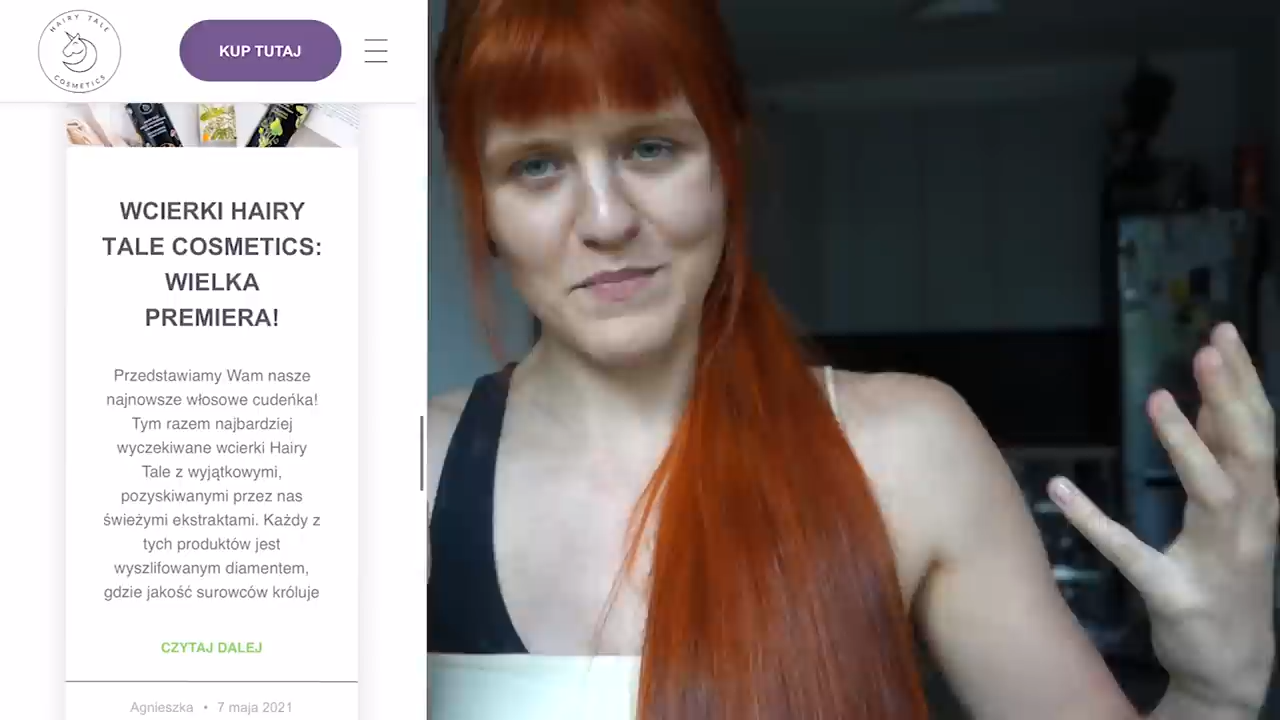 HAIRY TALE
COSMETICS
KUP TUTAJ
WCIERKI HAIRY
TALE COSMETICS:
WIELKA
PREMIERA!
Przedstawiamy Wam nasze
najnowsze włosowe cudeńka!
Tym razem najbardziej
wyczekiwane wcierki Hairy
Tale z wyjątkowymi,
pozyskiwanymi przez nas
świeżymi ekstraktami. Każdy z
tych produktów jest
wyszlifowanym diamentem,
gdzie jakość surowców króluje
CZYTAJ DALEJ
Agnieszka • 7 maja 2021